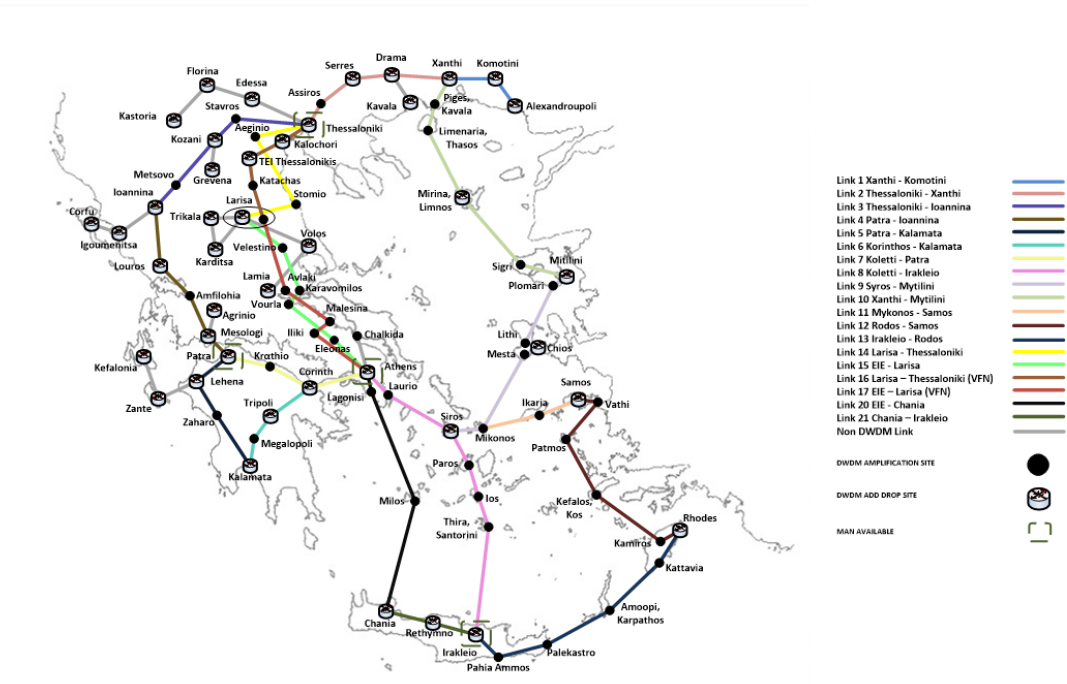 Florina
Edessa
Kastoria
Stavros
Kozani
Aeginio
Assiros
Serres
Drama
Kavala
Xanthi
Komotini
Alexandroupoli
Piges,
Kavala
Limenaria,
Thasos
Thessaloniki
Kalochori
TEI Thessalonikis
Metsovo
Grevena
Katachas
Ioannina
Stomio
Larisa
Trikala
Corfu
Igoumenitsa
Karditsa
Velestino
Volos
Mirina,
Limnos
Louros
Lamia
Avlaki
Karavomilos
Sigri
Mitilini
Plomari
Amfilohia
Agrinio
Vourla
Malesina
Mesologi
Iliki
Eleonas
Chalkida
Lithi
Mesta
Chios
Kefalonia
Patra
Krathio
Athens
Lehena
Corinth
Laurio
Lagonisi
Samos
Vathi
Zante
Zaharo
Tripoli
Megalopoli
Kalamata
Siros
Mikonos
Ikaria
Patmos
Paros
Ios
Thira,
Santorini
Milos
Kefalos,
Kos
Rhodes
Kamiros
Kattavia
Amoopi,
Karpathos
Chania
Rethymno
Irakleio
Pahia Ammos
Palekastro
Link 1 Xanthi - Komotini
Link 2 Thessaloniki - Xanthi
Link 3 Thessaloniki - Ioannina
Link 4 Patra - Ioannina
Link 5 Patra - Kalamata
Link 6 Korinthos - Kalamata
Link 7 Koletti - Patra
Link 8 Koletti - Irakleio
Link 9 Syros - Mytilini
Link 10 Xanthi - Mytilini
Link 11 Mykonos - Samos
Link 12 Rodos - Samos
Link 13 Irakleio - Rodos
Link 14 Larisa - Thessaloniki
Link 15 EIE - Larisa
Link 16 Larisa – Thessaloniki (VFN)
Link 17 EIE – Larisa (VFN)
Link 20 EIE - Chania
Link 21 Chania – Irakleio
Non DWDM Link
DWDM AMPLIFICATION SITE
DWDM ADD DROP SITE
MAN AVAILABLE